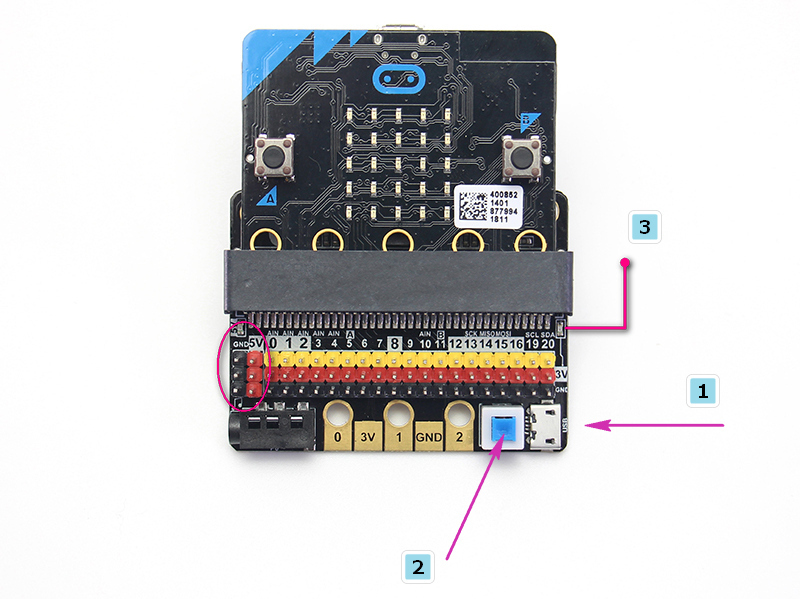 B
A
400852
1401
877994
1811
3
AIN AIN AIN AIN AIN A AIN B SCK MISO MOSI SCL SDA
GND 5V 0 1 2 3 4 5 6 7 8 9 10 11 12 13 14 15 16 19 20
3V
GND
1
USB
0 3V 1 GND 2
2